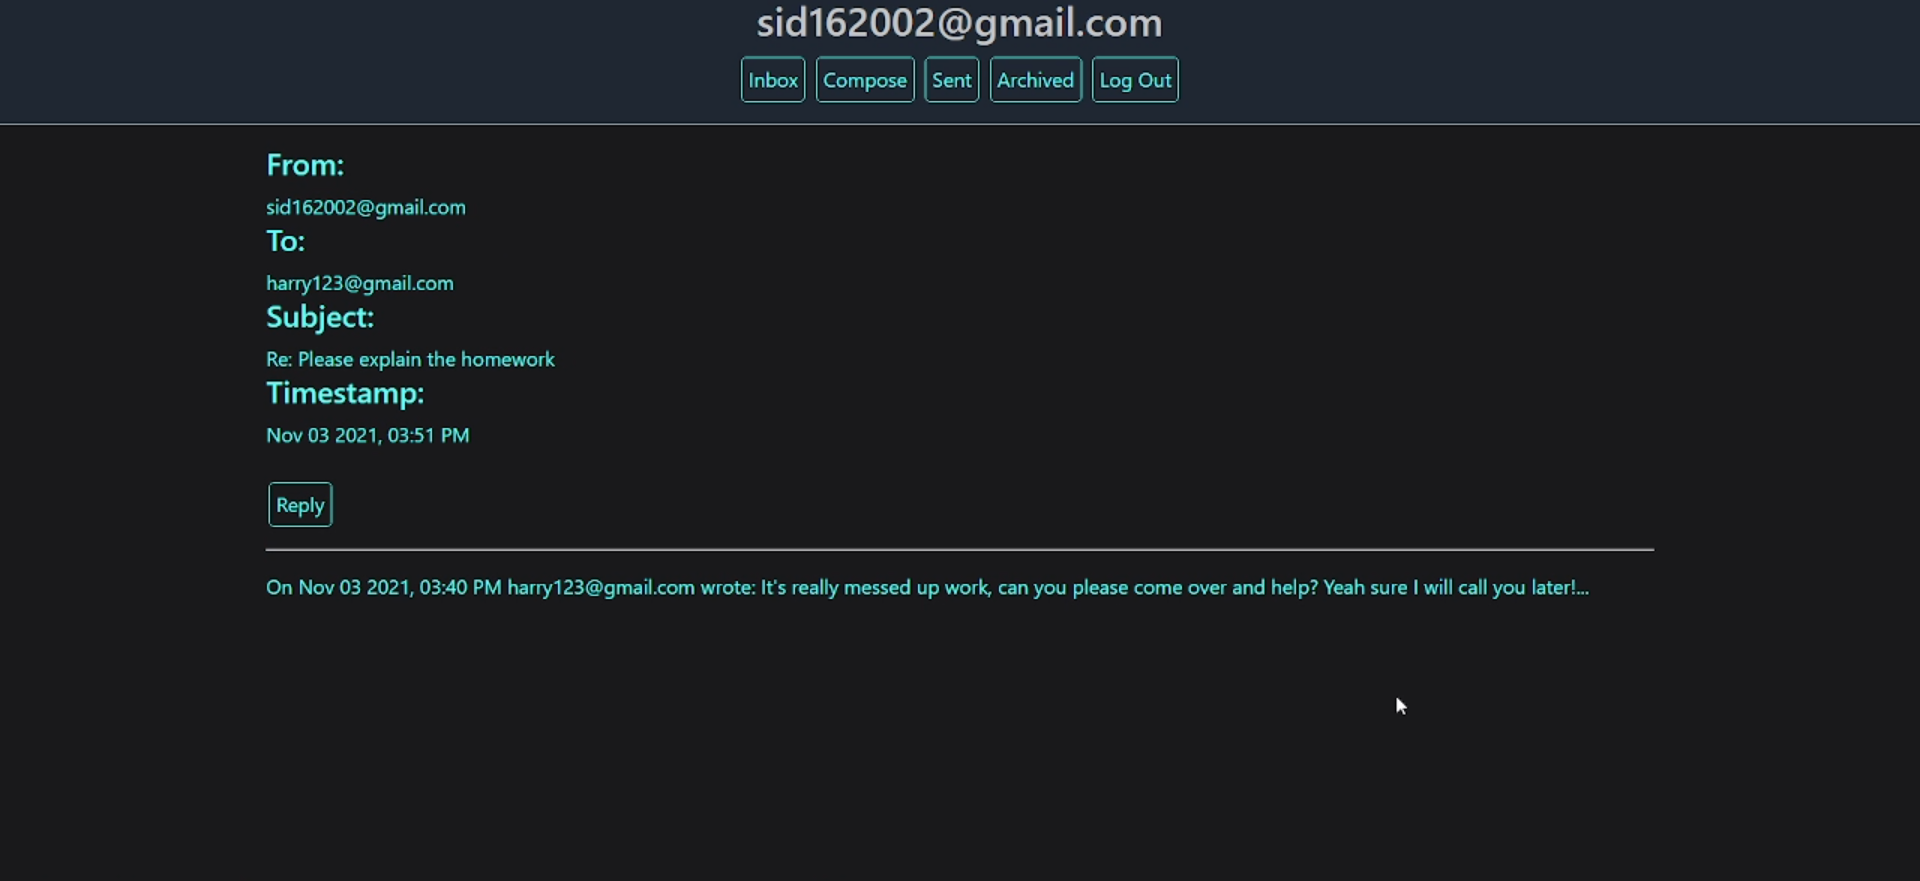 sid162002@gmail.com
Inbox Compose Sent Archived Log Out
From:
sid162002@gmail.com
To:
harry123@gmail.com
Subject:
Re: Please explain the homework
Timestamp:
Nov 03 2021, 03:51 PM
Reply
On Nov 03 2021, 03:40 PM harry123@gmail.com wrote: It's really messed up work, can you please come over and help? Yeah sure I will call you later!...